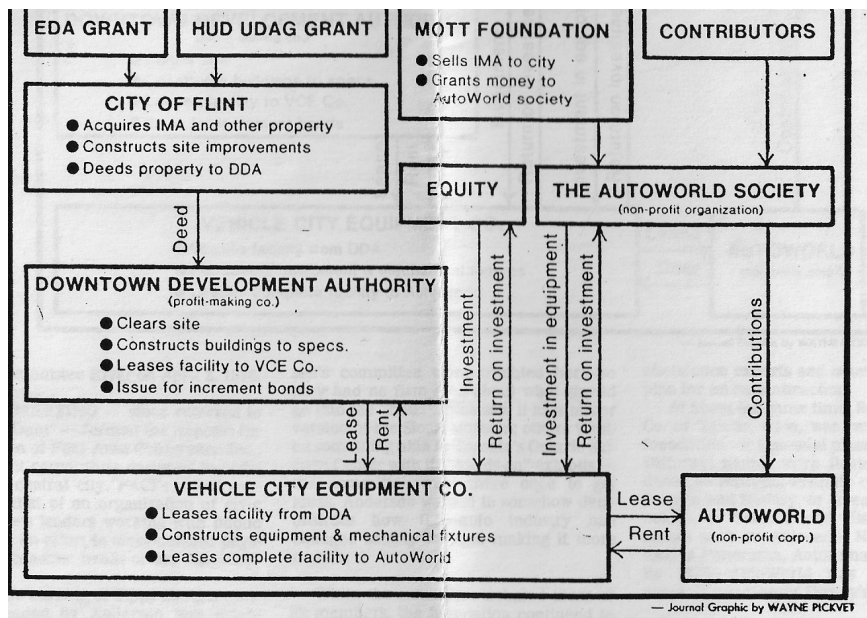 EDA GRANT
HUD UDAG GRANT
MOTT FOUNDATION
● Sells IMA to city
● Grants money to
AutoWorld society
CONTRIBUTORS
CITY OF FLINT
● Acquires IMA and other property
● Constructs site improvements
● Deeds property to DDA
EQUITY
THE AUTOWORLD SOCIETY
(non-profit organization)
Deed
DOWNTOWN DEVELOPMENT AUTHORITY
(profit-making co.)
● Clears site
● Constructs buildings to specs.
● Leases facility to VCE Co.
● Issue for increment bonds
Investment
Return on investment
Investment in equipment
Return investment
Contributions
Lease
Rent
VEHICLE CITY EQUIPMENT CO.
● Leases facility from DDA
● Constructs equipment & mechanical fixtures
● Leases complete facility to AutoWorld
Lease
Rent
AUTOWORLD
(non-profit corp.)
— Journal Graphic by WAYNE PICKVET